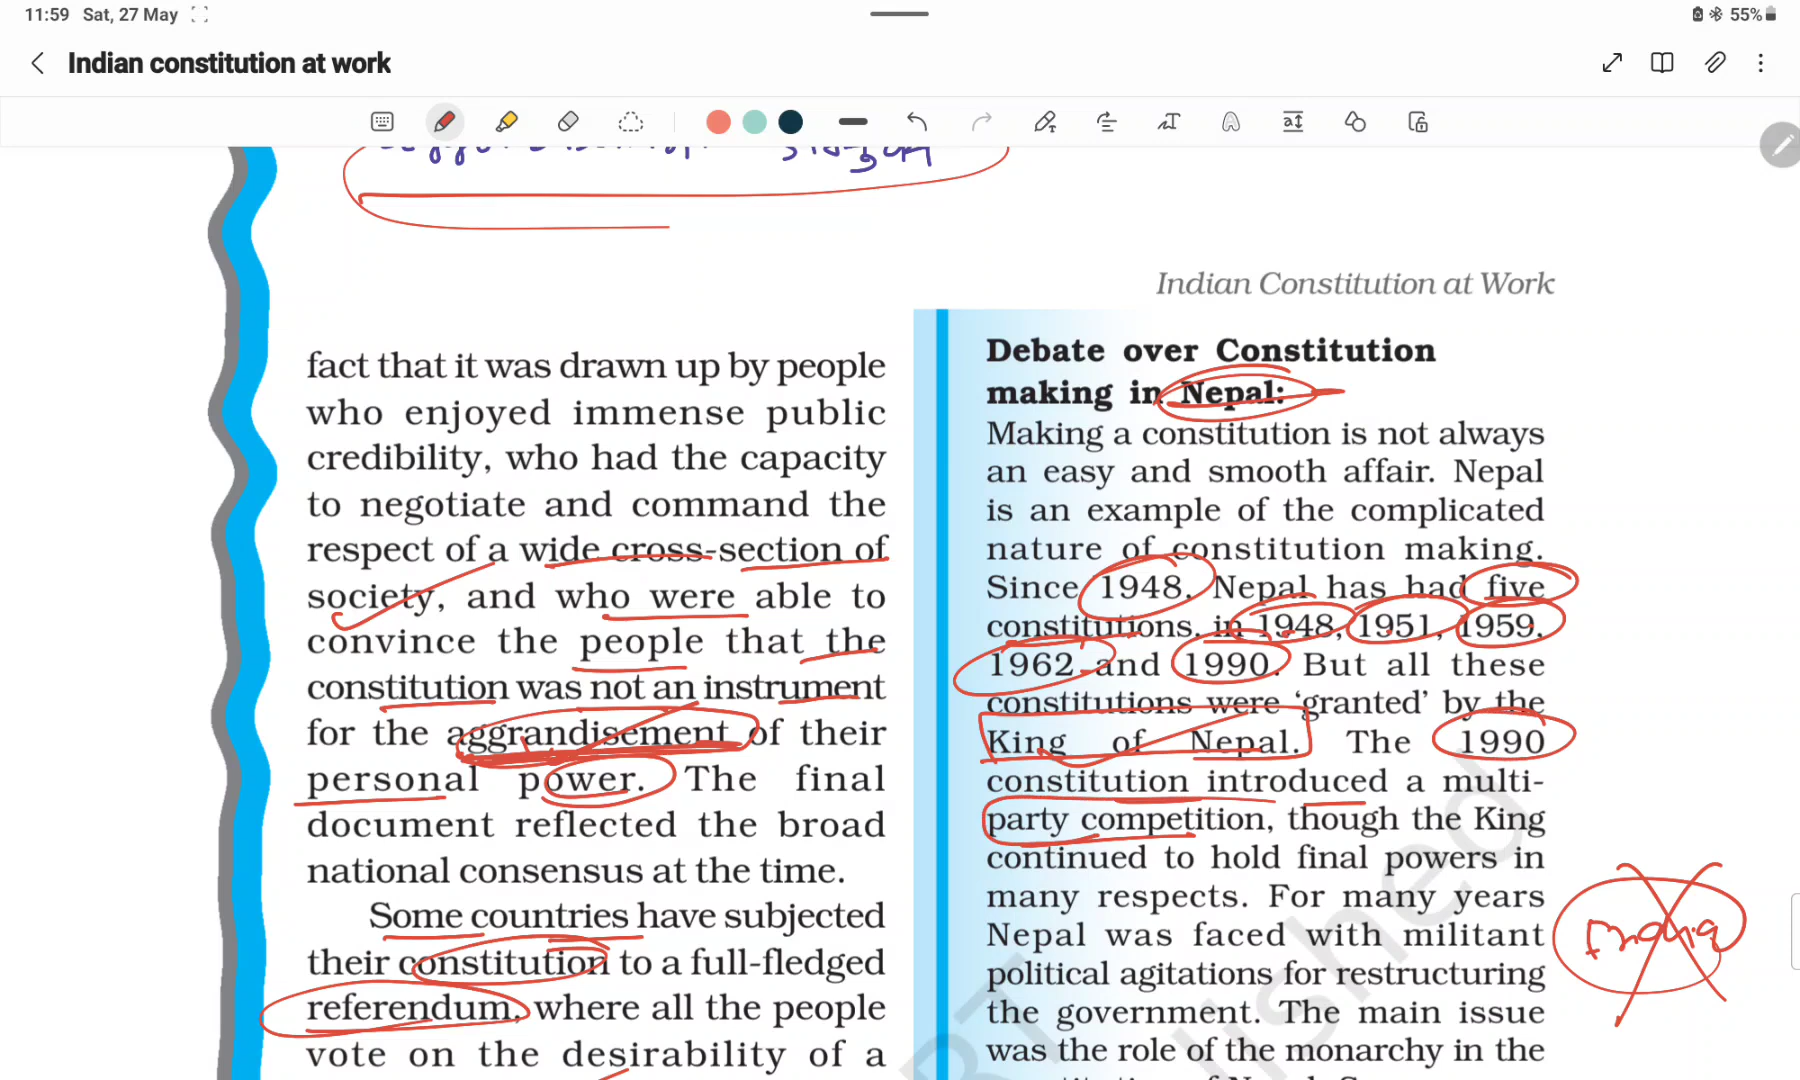 11:59 Sat, 27 May
55%
Indian constitution at work
Indian Constitution at Work
fact that it was drawn up by people
who enjoyed immense public
credibility, who had the capacity
to negotiate and command the
respect of a wide cross-section of
society, and who were able to
convince the people that the
constitution was not an instrument
for the aggrandisement of their
personal power. The final
document reflected the broad
national consensus at the time.
Some countries have subjected
their constitution to a full-fledged
referendum, where all the people
vote on the desirability of a
Debate over Constitution
making in Nepal:
Making a constitution is not always
an easy and smooth affair. Nepal
is an example of the complicated
nature of constitution making.
Since 1948, Nepal has had five
constitutions, in 1948, 1951, 1959,
1962 and 1990. But all these
constitutions were ‘granted’ by the
King of Nepal. The 1990
constitution introduced a multi-
party competition, though the King
continued to hold final powers in
many respects. For many years
Nepal was faced with militant
political agitations for restructuring
the government. The main issue
was the role of the monarchy in the
India